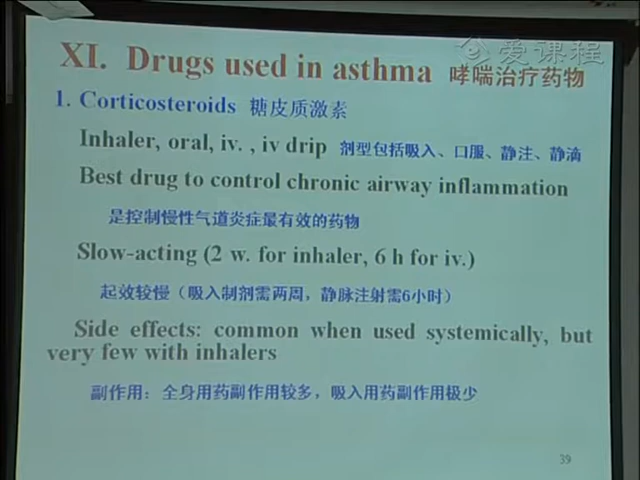 爱课程
XI. Drugs used in asthma 哮喘治疗药物
1. Corticosteroids 糖皮质激素
Inhaler, oral, iv. , iv drip 剂型包括吸入、口服、静注、静滴
Best drug to control chronic airway inflammation
是控制慢性气道炎症最有效的药物
Slow-acting (2 w. for inhaler, 6 h for iv.)
起效较慢（吸入制剂需两周，静脉注射需6小时）
Side effects: common when used systemically, but
very few with inhalers
副作用：全身用药副作用较多，吸入用药副作用极少
39